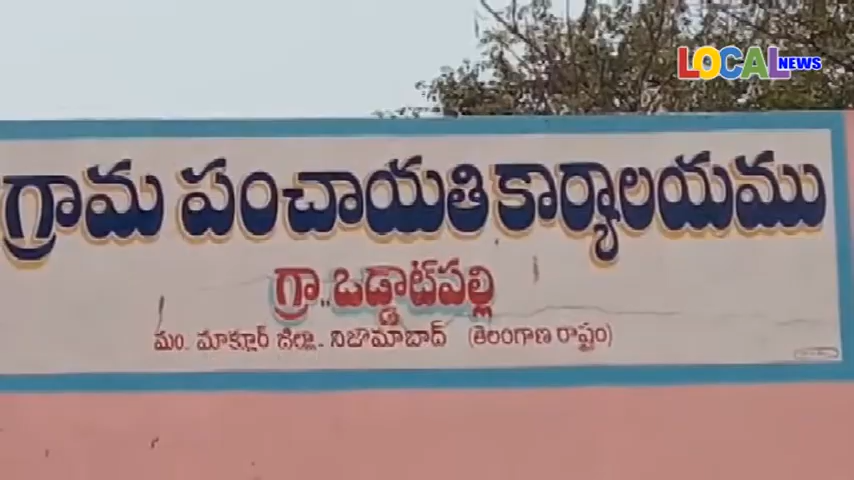 LOCAL NEWS
గ్రామ పంచాయతి కార్యాలయము
గ్రా.. ఒడ్డాట్‌పల్లి
మం. మాక్లూర్ జిల్లా. నిజామాబాద్ (తెలంగాణ రాష్ట్రం)